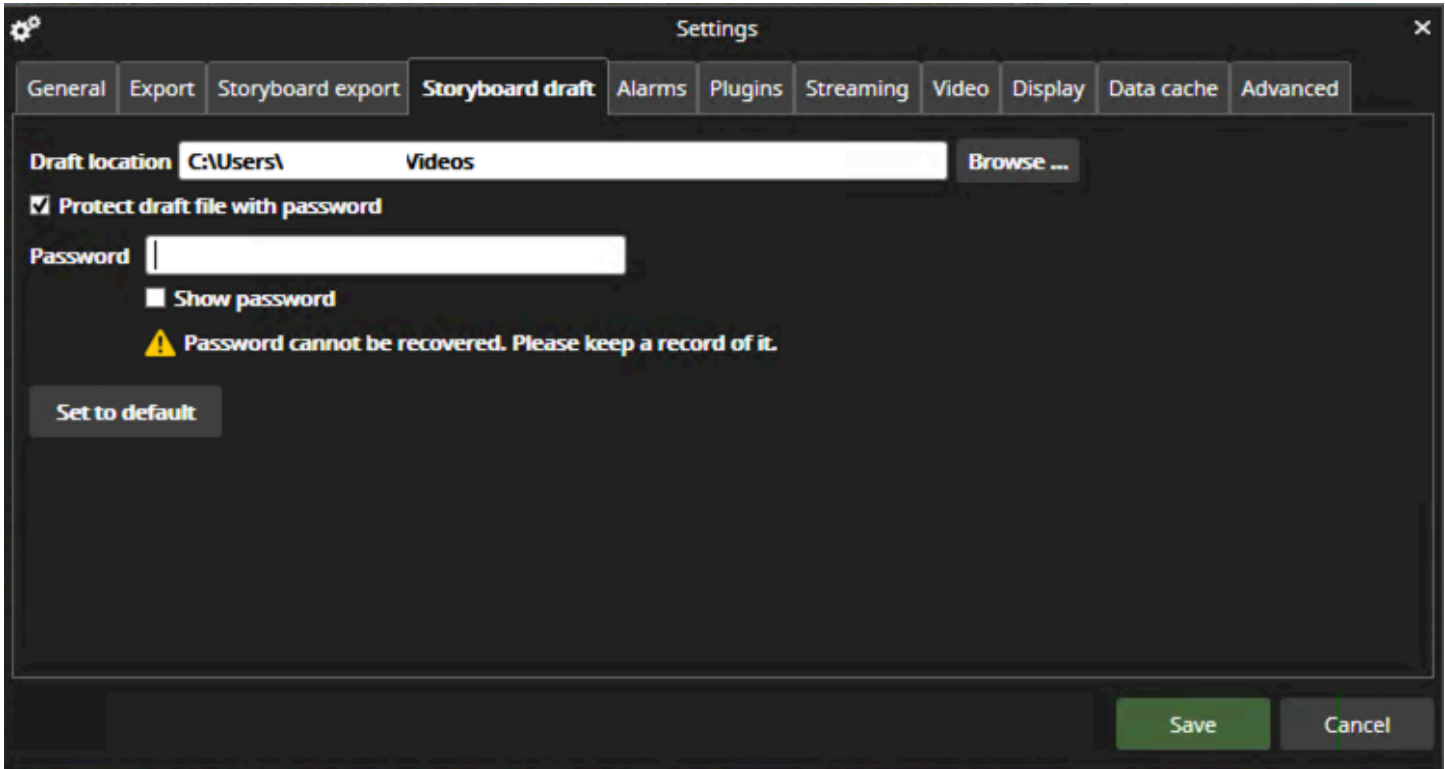 Settings
General Export Storyboard export Storyboard draft Alarms Plugins Streaming Video Display Data cache Advanced
Draft location C:\Users\ Videos Browse ...
Protect draft file with password
Password
Show password
Password cannot be recovered. Please keep a record of it.
Set to default
Save Cancel